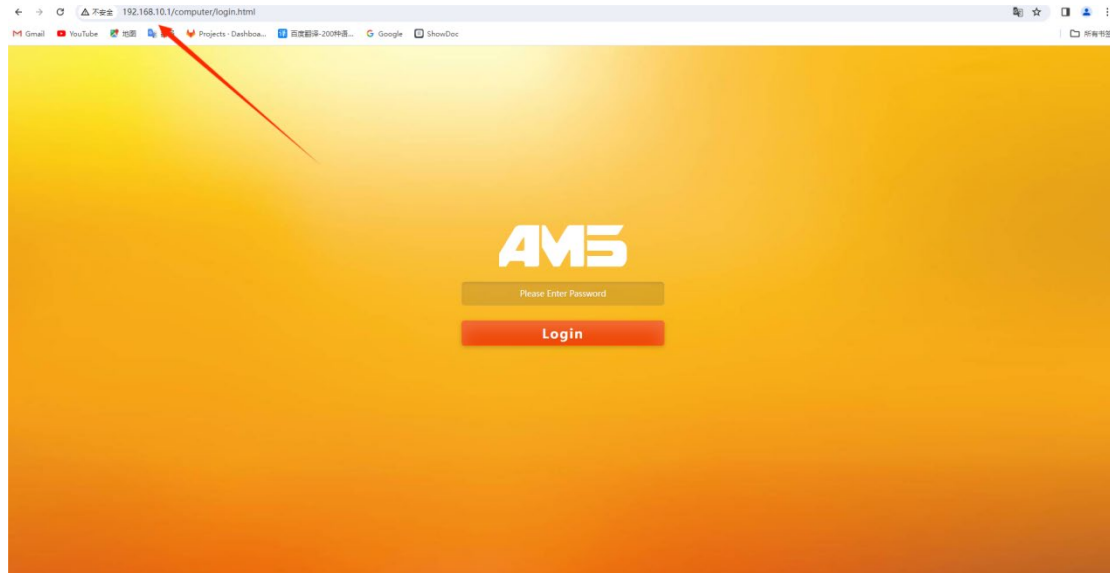 不安全 192.168.10.1/computer/login.html
Gmail YouTube 地图 Projects - Dashboa... 百度翻译-200种语... Google ShowDoc 所有书签
AMS
Please Enter Password
Login